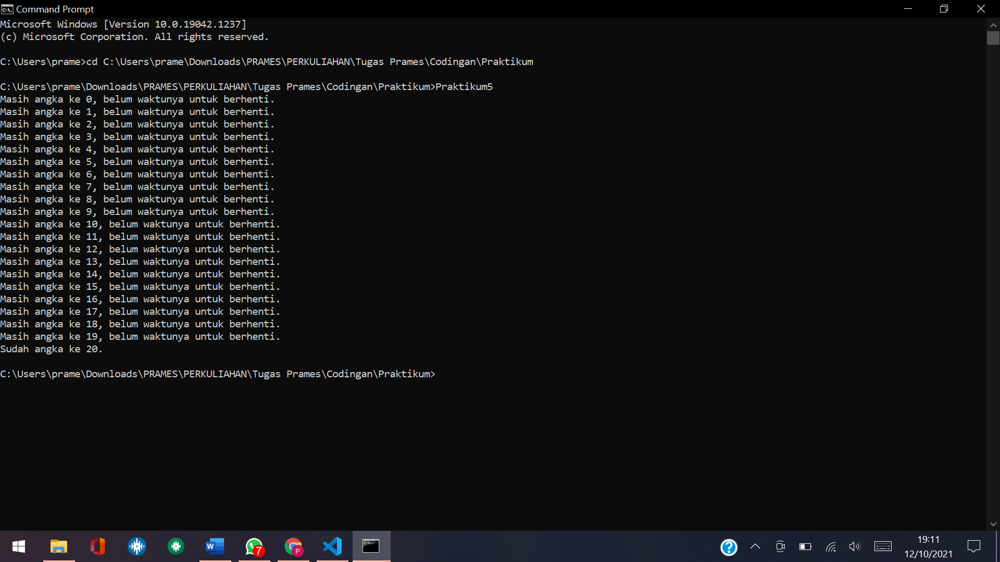 Command Prompt
Microsoft Windows [Version 10.0.19042.1237]
(c) Microsoft Corporation. All rights reserved.
C:\Users\prame>cd C:\Users\prame\Downloads\PRAMES\PERKULIAHAN\Tugas Prames\Codingan\Praktikum
C:\Users\prame\Downloads\PRAMES\PERKULIAHAN\Tugas Prames\Codingan\Praktikum>Praktikum5
Masih angka ke 0, belum waktunya untuk berhenti.
Masih angka ke 1, belum waktunya untuk berhenti.
Masih angka ke 2, belum waktunya untuk berhenti.
Masih angka ke 3, belum waktunya untuk berhenti.
Masih angka ke 4, belum waktunya untuk berhenti.
Masih angka ke 5, belum waktunya untuk berhenti.
Masih angka ke 6, belum waktunya untuk berhenti.
Masih angka ke 7, belum waktunya untuk berhenti.
Masih angka ke 8, belum waktunya untuk berhenti.
Masih angka ke 9, belum waktunya untuk berhenti.
Masih angka ke 10, belum waktunya untuk berhenti.
Masih angka ke 11, belum waktunya untuk berhenti.
Masih angka ke 12, belum waktunya untuk berhenti.
Masih angka ke 13, belum waktunya untuk berhenti.
Masih angka ke 14, belum waktunya untuk berhenti.
Masih angka ke 15, belum waktunya untuk berhenti.
Masih angka ke 16, belum waktunya untuk berhenti.
Masih angka ke 17, belum waktunya untuk berhenti.
Masih angka ke 18, belum waktunya untuk berhenti.
Masih angka ke 19, belum waktunya untuk berhenti.
Sudah angka ke 20.
C:\Users\prame\Downloads\PRAMES\PERKULIAHAN\Tugas Prames\Codingan\Praktikum>
W
7
P
?
19:11
12/10/2021